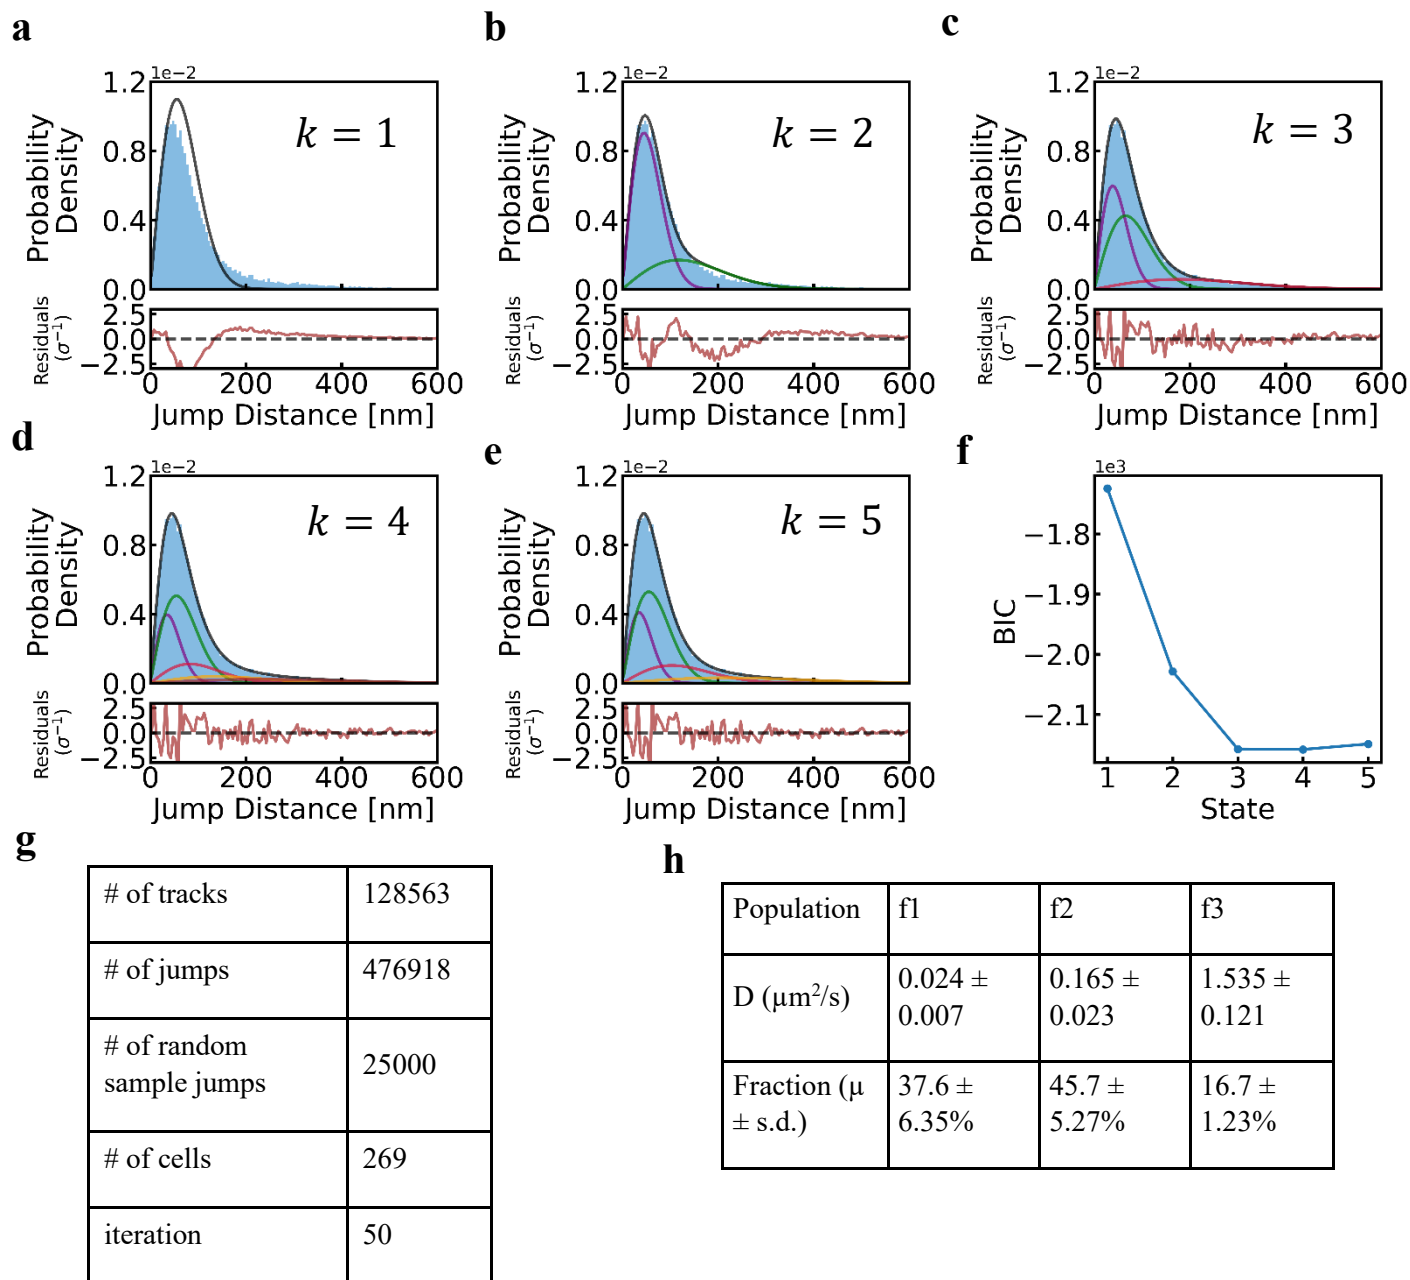 a
1e-2
1.2
0.8
0.4
0.0
Probability
Density
k = 1
2.5
0.0
−2.5
Residuals
(σ⁻¹)
0 200 400 600
Jump Distance [nm]
b
1e-2
1.2
0.8
0.4
0.0
Probability
Density
k = 2
2.5
0.0
−2.5
Residuals
(σ⁻¹)
0 200 400 600
Jump Distance [nm]
c
1e-2
1.2
0.8
0.4
0.0
Probability
Density
k = 3
2.5
0.0
−2.5
Residuals
(σ⁻¹)
0 200 400 600
Jump Distance [nm]
d
1e-2
1.2
0.8
0.4
0.0
Probability
Density
k = 4
2.5
0.0
−2.5
Residuals
(σ⁻¹)
0 200 400 600
Jump Distance [nm]
e
1e-2
1.2
0.8
0.4
0.0
Probability
Density
k = 5
2.5
0.0
−2.5
Residuals
(σ⁻¹)
0 200 400 600
Jump Distance [nm]
f
1e3
−1.8
−1.9
−2.0
−2.1
BIC
1 2 3 4 5
State
g
# of tracks 128563
# of jumps 476918
# of random
sample jumps 25000
# of cells 269
iteration 50
h
Population f1 f2 f3
D (µm²/s) 0.024 ± 0.165 ± 1.535 ±
0.007 0.023 0.121
Fraction (µ 37.6 ± 45.7 ± 16.7 ±
± s.d.) 6.35% 5.27% 1.23%